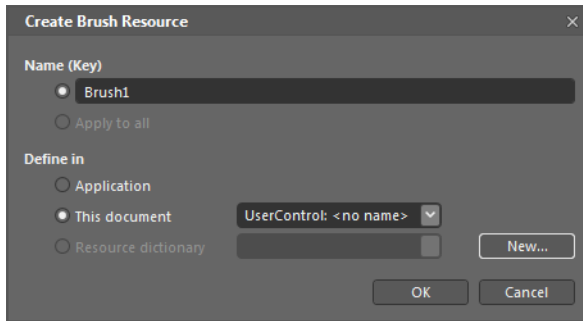 Create Brush Resource
Name (Key)
Brush1
Apply to all
Define in
Application
This document UserControl: <no name>
Resource dictionary New...
OK Cancel